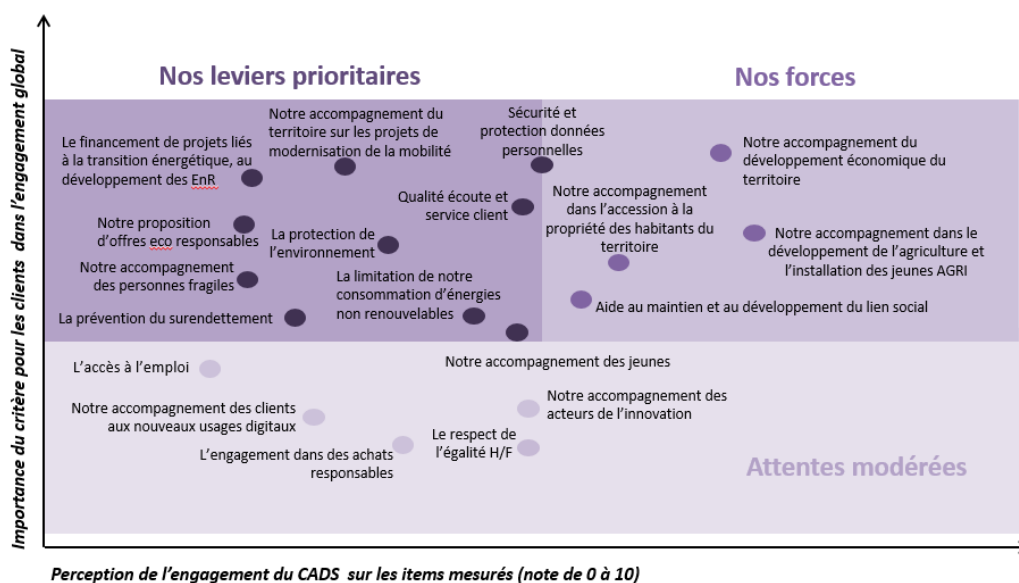 Importance du critère pour les clients dans l'engagement global
Nos leviers prioritaires
Nos forces
Le financement de projets liés
à la transition énergétique, au
développement des EnR
Notre accompagnement du
territoire sur les projets de
modernisation de la mobilité
Sécurité et
protection données
personnelles
Notre accompagnement du
développement économique du
territoire
Qualité écoute et
service client
Notre accompagnement
dans l'accession à la
propriété des habitants du
territoire
Notre proposition
d'offres eco responsables
La protection de
l'environnement
Notre accompagnement dans le
développement de l'agriculture et
l'installation des jeunes AGRI
Notre accompagnement
des personnes fragiles
La limitation de notre
consommation d'énergies
non renouvelables
Aide au maintien et au développement du lien social
La prévention du surendettement
Notre accompagnement des jeunes
L'accès à l'emploi
Notre accompagnement des clients
aux nouveaux usages digitaux
Notre accompagnement des
acteurs de l'innovation
L'engagement dans des achats
responsables
Le respect de
l'égalité H/F
Attentes modérées
Perception de l'engagement du CADS sur les items mesurés (note de 0 à 10)